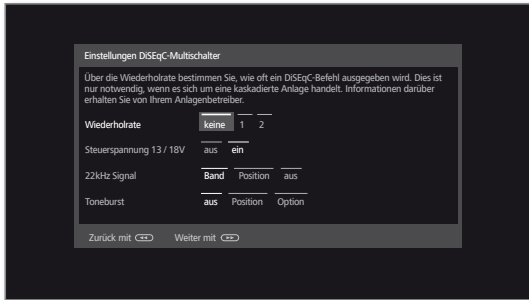 Einstellungen DiSEqC-Multischalter
Über die Wiederholrate bestimmen Sie, wie oft ein DiSEqC-Befehl ausgegeben wird. Dies ist
nur notwendig, wenn es sich um eine kaskadierte Anlage handelt. Informationen darüber
erhalten Sie von Ihrem Anlagenbetreiber.
Wiederholrate keine 1 2
Steuerspannung 13 / 18V aus ein
22kHz Signal Band Position aus
Toneburst aus Position Option
Zurück mit Weiter mit